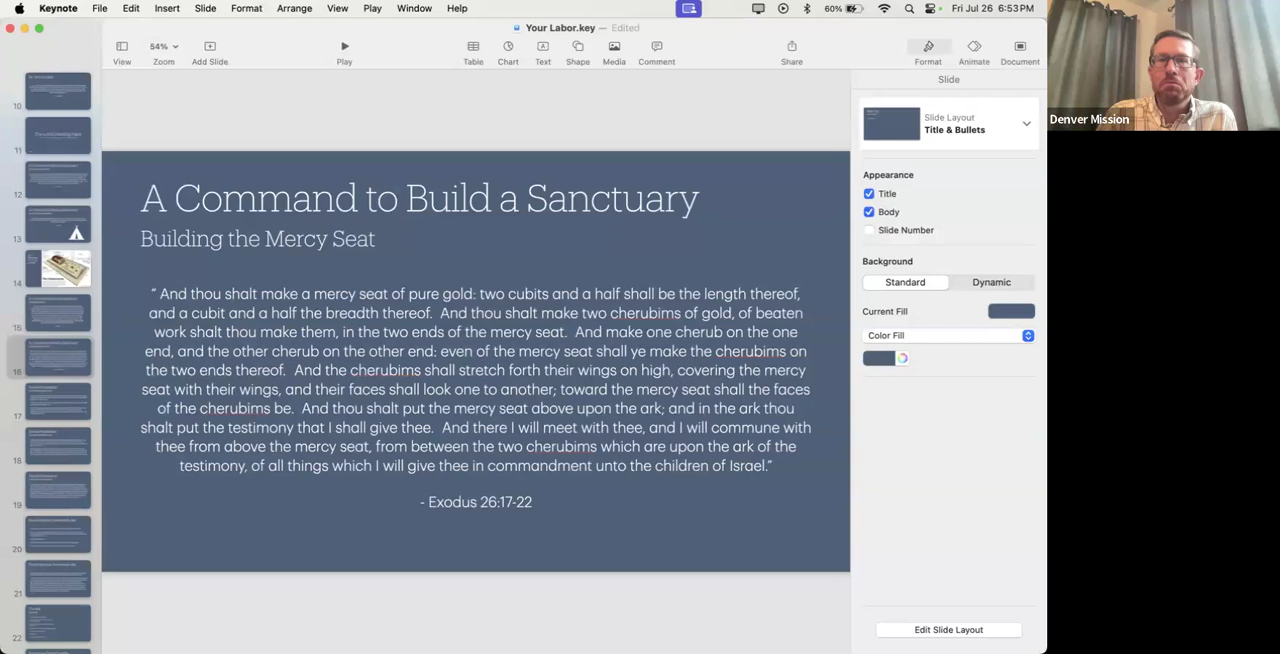 Keynote File Edit Insert Slide Format Arrange View Play Window Help 60% Fri Jul 26 6:53 PM
Your Labor.key — Edited
54%
View Zoom Add Slide Play Table Chart Text Shape Media Comment Share Format Animate Document
Slide
Slide Layout
Title & Bullets
Appearance
Title
Body
Slide Number
Background
Standard Dynamic
Current Fill
Color Fill
Edit Slide Layout
10
11
12
13
14
15
16
17
18
19
20
21
22
A Command to Build a Sanctuary
Building the Mercy Seat
“ And thou shalt make a mercy seat of pure gold: two cubits and a half shall be the length thereof,
and a cubit and a half the breadth thereof. And thou shalt make two cherubims of gold, of beaten
work shalt thou make them, in the two ends of the mercy seat. And make one cherub on the one
end, and the other cherub on the other end: even of the mercy seat shall ye make the cherubims on
the two ends thereof. And the cherubims shall stretch forth their wings on high, covering the mercy
seat with their wings, and their faces shall look one to another; toward the mercy seat shall the faces
of the cherubims be. And thou shalt put the mercy seat above upon the ark; and in the ark thou
shalt put the testimony that I shall give thee. And there I will meet with thee, and I will commune with
thee from above the mercy seat, from between the two cherubims which are upon the ark of the
testimony, of all things which I will give thee in commandment unto the children of Israel.”
- Exodus 26:17-22
Denver Mission